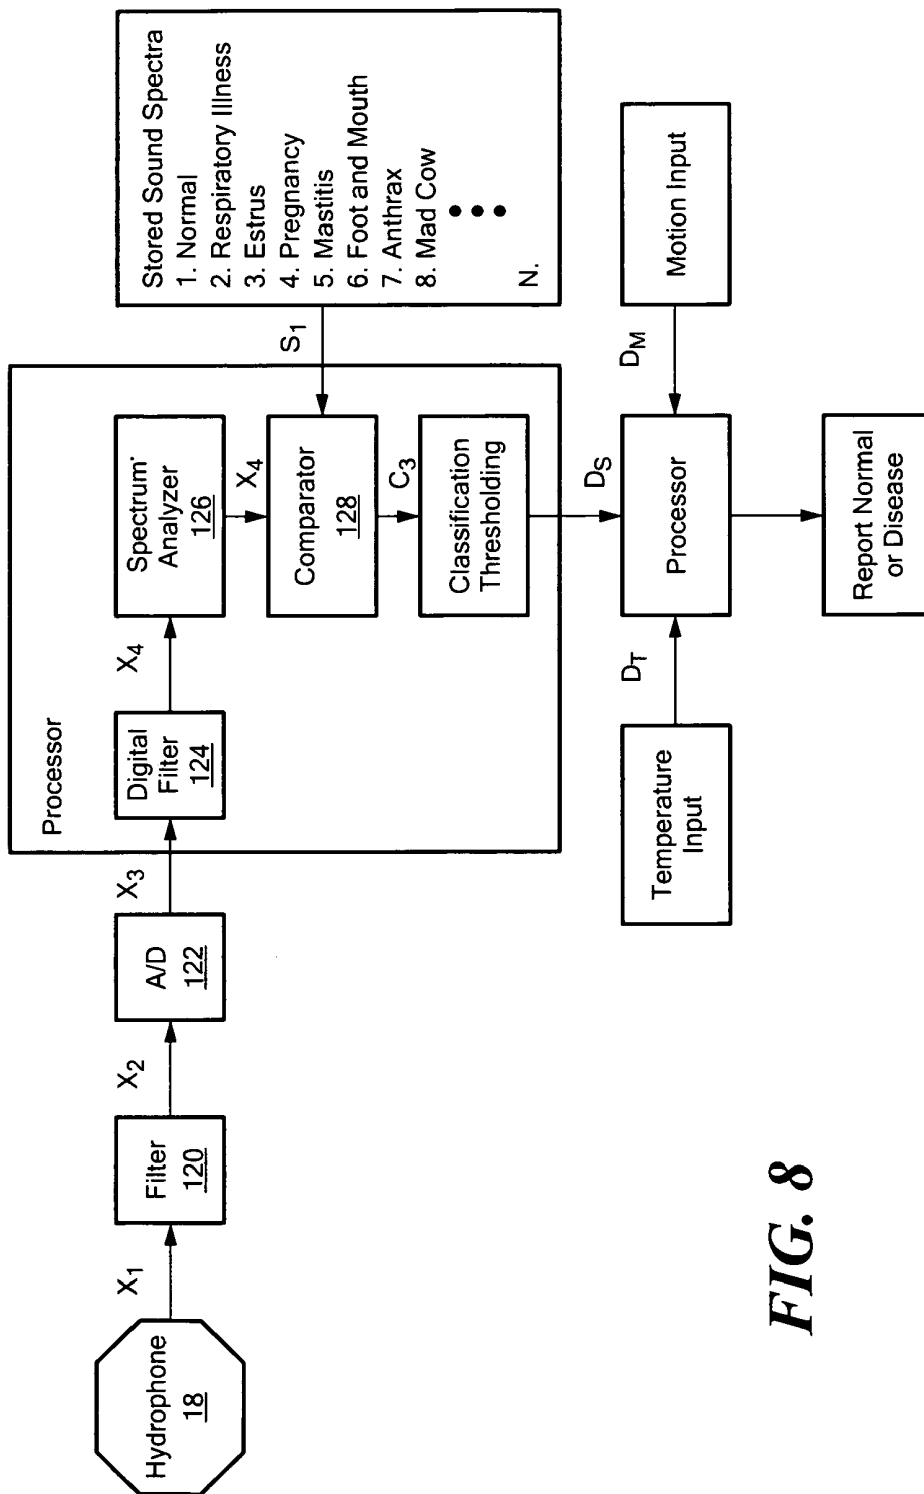 Hydrophone
18
X1
Filter
120
X2
A/D
122
X3
Processor
Digital
Filter
124
X4
Spectrum
Analyzer
126
X4
Comparator
128
S1
Stored Sound Spectra
1. Normal
2. Respiratory Illness
3. Estrus
4. Pregnancy
5. Mastitis
6. Foot and Mouth
7. Anthrax
8. Mad Cow
N.
C3
Classification
Thresholding
DS
Temperature
Input
DT
Processor
DM
Motion Input
Report Normal
or Disease
FIG. 8